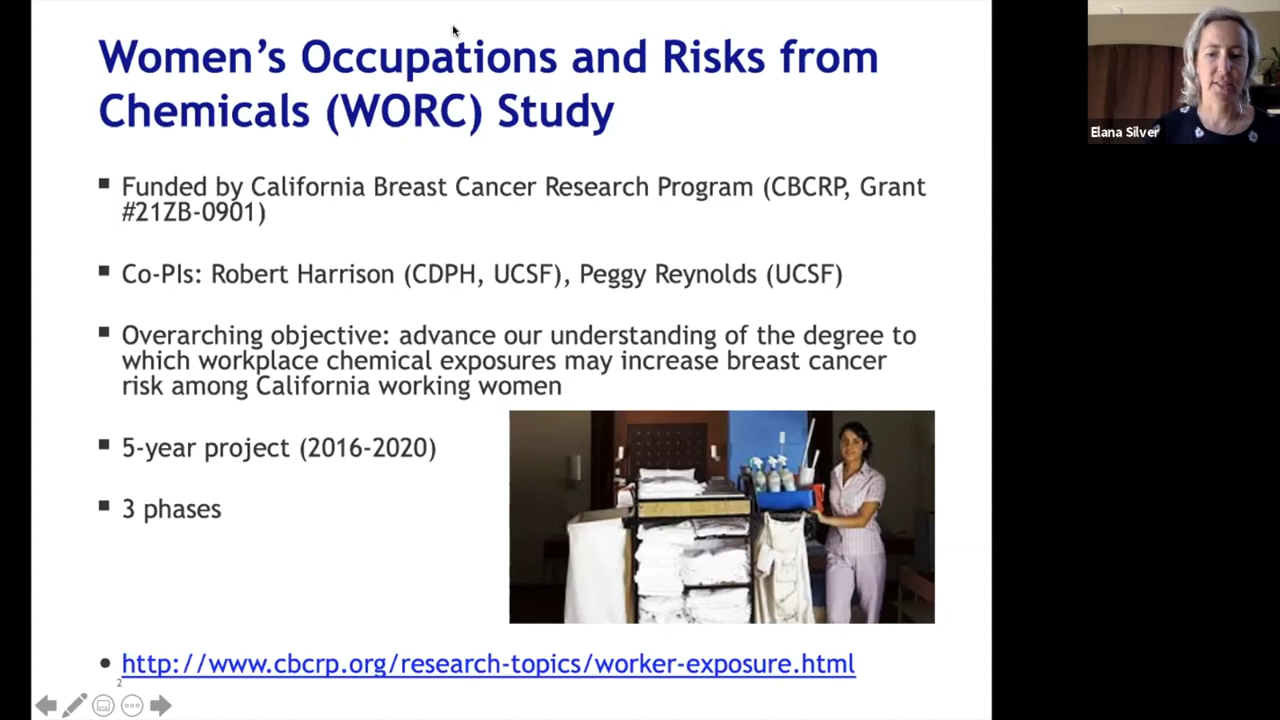 Women's Occupations and Risks from
Chemicals (WORC) Study
Funded by California Breast Cancer Research Program (CBCRP, Grant
#21ZB-0901)
Co-PIs: Robert Harrison (CDPH, UCSF), Peggy Reynolds (UCSF)
Overarching objective: advance our understanding of the degree to
which workplace chemical exposures may increase breast cancer
risk among California working women
5-year project (2016-2020)
3 phases
http://www.cbcrp.org/research-topics/worker-exposure.html
2
Elana Silver